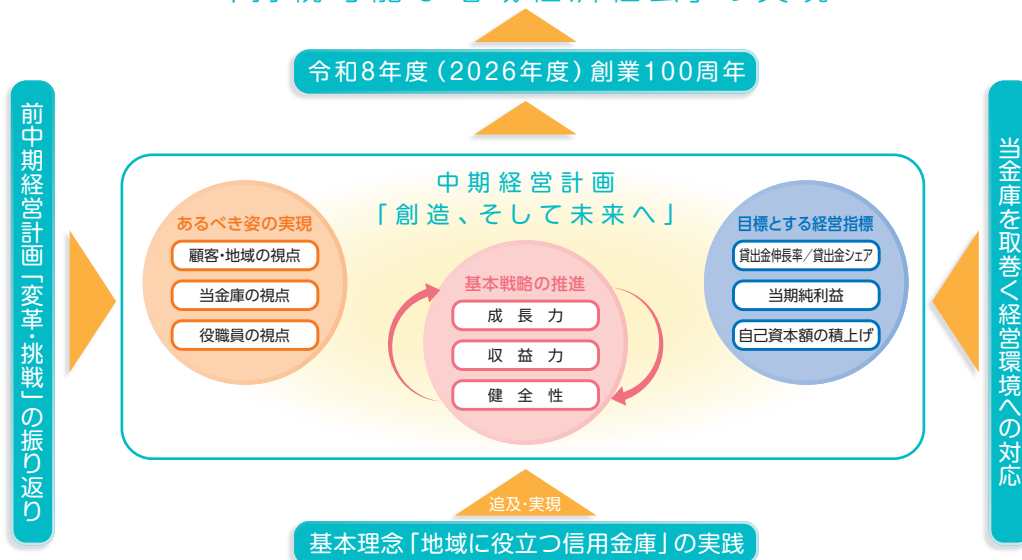 令和8年度(2026年度)創業100周年
前中期経営計画「変革・挑戦」の振り返り
中期経営計画
「創造、そして未来へ」
あるべき姿の実現
顧客・地域の視点
当金庫の視点
役職員の視点
基本戦略の推進
成長力
収益力
健全性
目標とする経営指標
貸出金伸長率/貸出金シェア
当期純利益
自己資本額の積上げ
当金庫を取巻く経営環境への対応
追及・実現
基本理念「地域に役立つ信用金庫」の実践